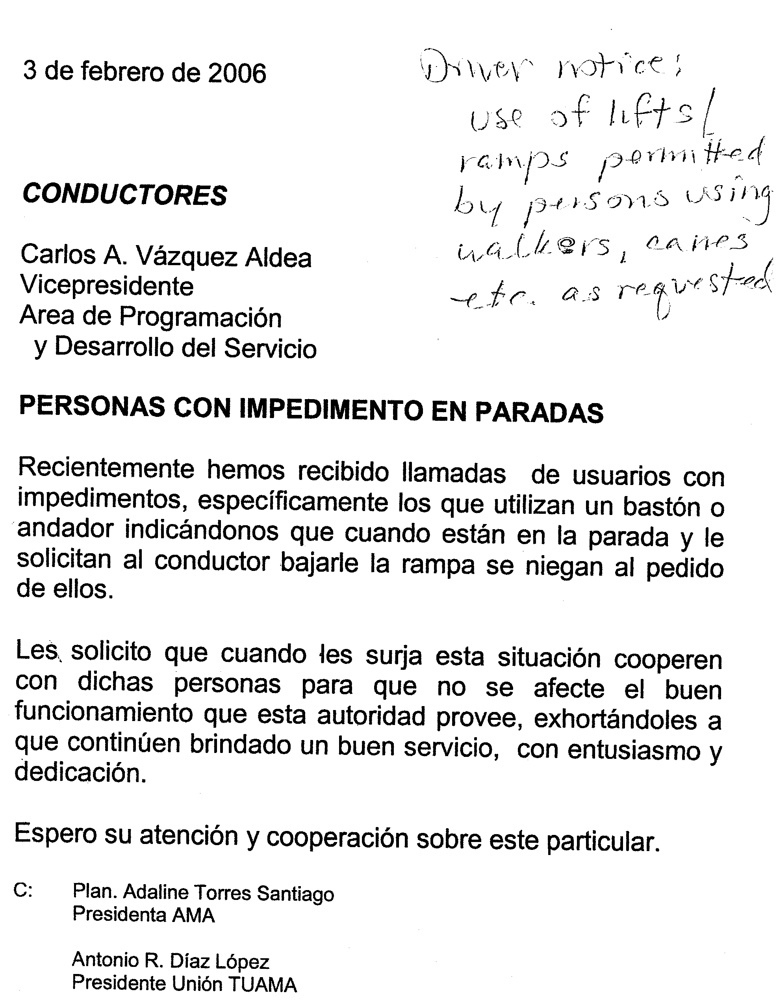 3 de febrero de 2006
Driver notice:
use of lifts/
ramps permitted
by persons using
walkers, canes
etc. as requested
CONDUCTORES
Carlos A. Vázquez Aldea
Vicepresidente
Area de Programación
y Desarrollo del Servicio
PERSONAS CON IMPEDIMENTO EN PARADAS
Recientemente hemos recibido llamadas de usuarios con
impedimentos, específicamente los que utilizan un bastón o
andador indicándonos que cuando están en la parada y le
solicitan al conductor bajarle la rampa se niegan al pedido
de ellos.
Les solicito que cuando les surja esta situación cooperen
con dichas personas para que no se afecte el buen
funcionamiento que esta autoridad provee, exhortándoles a
que continúen brindado un buen servicio, con entusiasmo y
dedicación.
Espero su atención y cooperación sobre este particular.
C: Plan. Adaline Torres Santiago
Presidenta AMA
Antonio R. Díaz López
Presidente Unión TUAMA